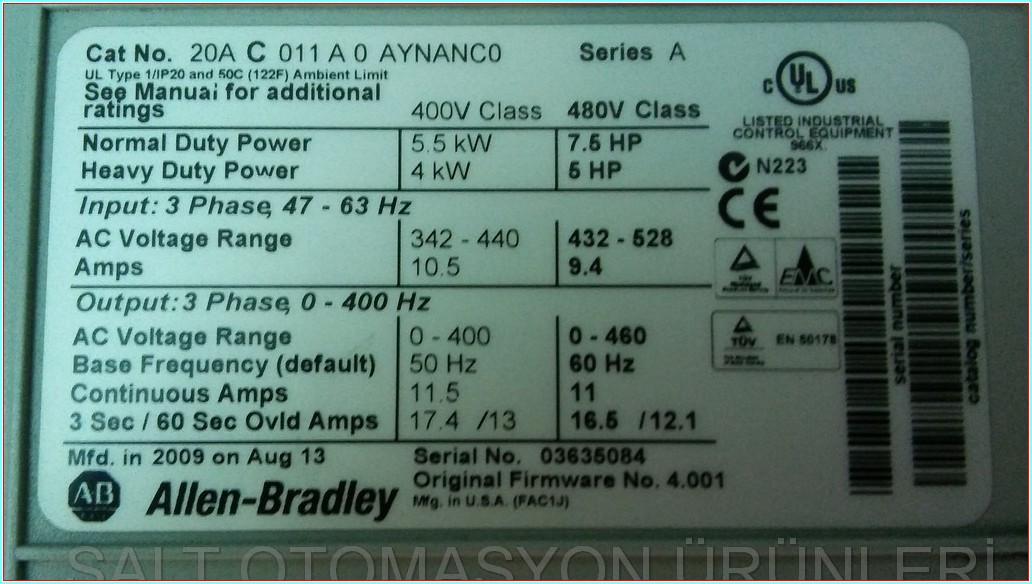 Cat No. 20A C 011 A 0 AYNANC0 Series A
UL Type 1/IP20 and 50C (122F) Ambient Limit
See Manual for additional
ratings 400V Class 480V Class
Normal Duty Power 5.5 kW 7.5 HP
Heavy Duty Power 4 kW 5 HP
Input: 3 Phase, 47 - 63 Hz
AC Voltage Range 342 - 440 432 - 528
Amps 10.5 9.4
Output: 3 Phase, 0 - 400 Hz
AC Voltage Range 0 - 400 0 - 460
Base Frequency (default) 50 Hz 60 Hz
Continuous Amps 11.5 11
3 Sec / 60 Sec Ovld Amps 17.4 /13 16.5 /12.1
Mfd. in 2009 on Aug 13 Serial No. 03635084
Original Firmware No. 4.001
AB Allen-Bradley Mfg. in U.S.A. (FAC1J)
C UL US
LISTED INDUSTRIAL
CONTROL EQUIPMENT
966X
N223
CE
TÜV EMC
TÜV EN 50178
serial number
catalog number/series
SALT OTOMASYON ÜRÜNLERİ